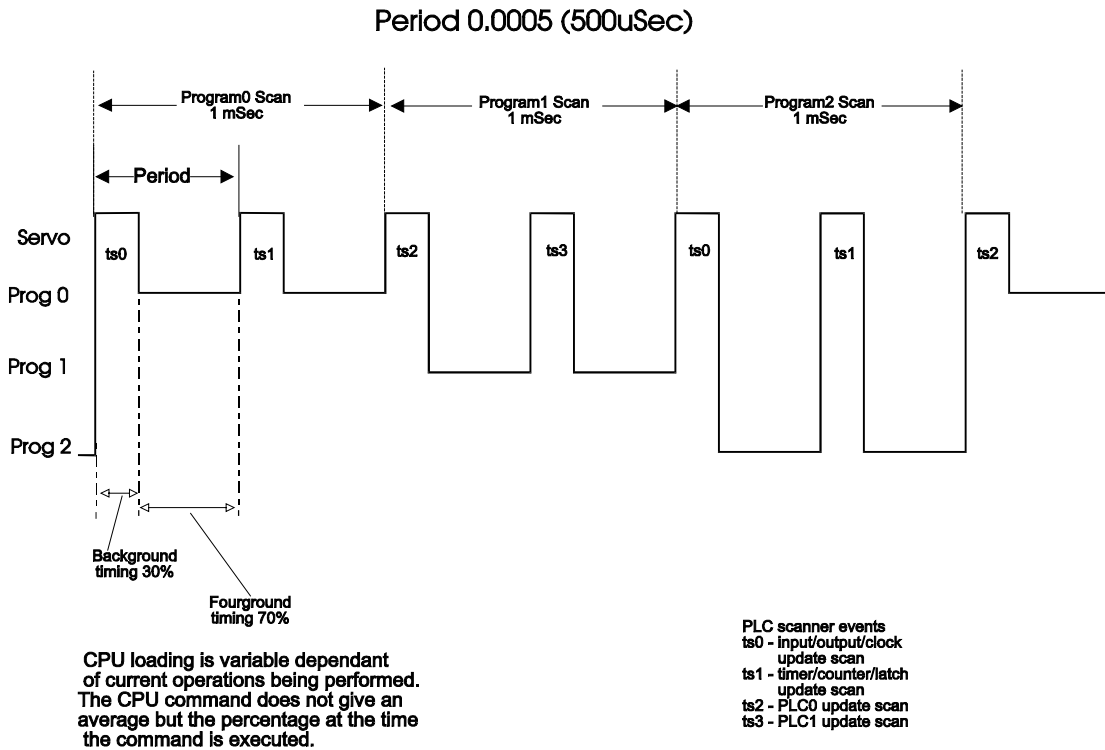 Period 0.0005 (500uSec)
Program0 Scan
1 mSec
Program1 Scan
1 mSec
Program2 Scan
1 mSec
Period
Servo
ts0
ts1
ts2
ts3
ts0
ts1
ts2
Prog 0
Prog 1
Prog 2
Background
timing 30%
Fourground
timing 70%
CPU loading is variable dependant
of current operations being performed.
The CPU command does not give an
average but the percentage at the time
the command is executed.
PLC scanner events
ts0 - input/output/clock
update scan
ts1 - timer/counter/latch
update scan
ts2 - PLC0 update scan
ts3 - PLC1 update scan